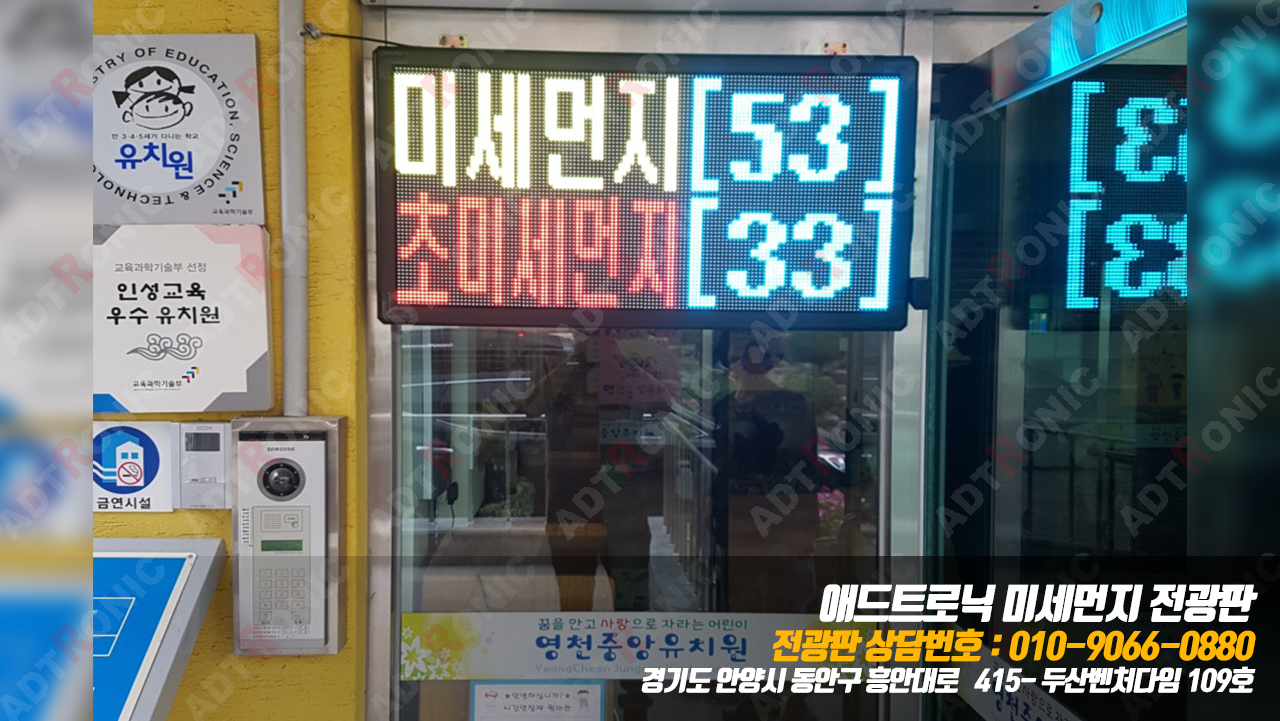 MINISTRY OF EDUCATION, SCIENCE & TECHNOLOGY
만 3·4·5세가 다니는 학교
유치원
교육과학기술부
교육과학기술부 선정
인성교육
우수 유치원
교육과학기술부
금연시설
SAMSUNG
미세먼지 [53]
초미세먼지 [33]
꿈을 안고 사랑으로 자라는 어린이
영천중앙유치원
YeongCheon
★안녕하십니까!★
애드트로닉 미세먼지 전광판
전광판 상담번호 : 010-9066-0880
경기도 안양시 동안구 흥안대로 415- 두산벤처다임 109호
ADTRONIC